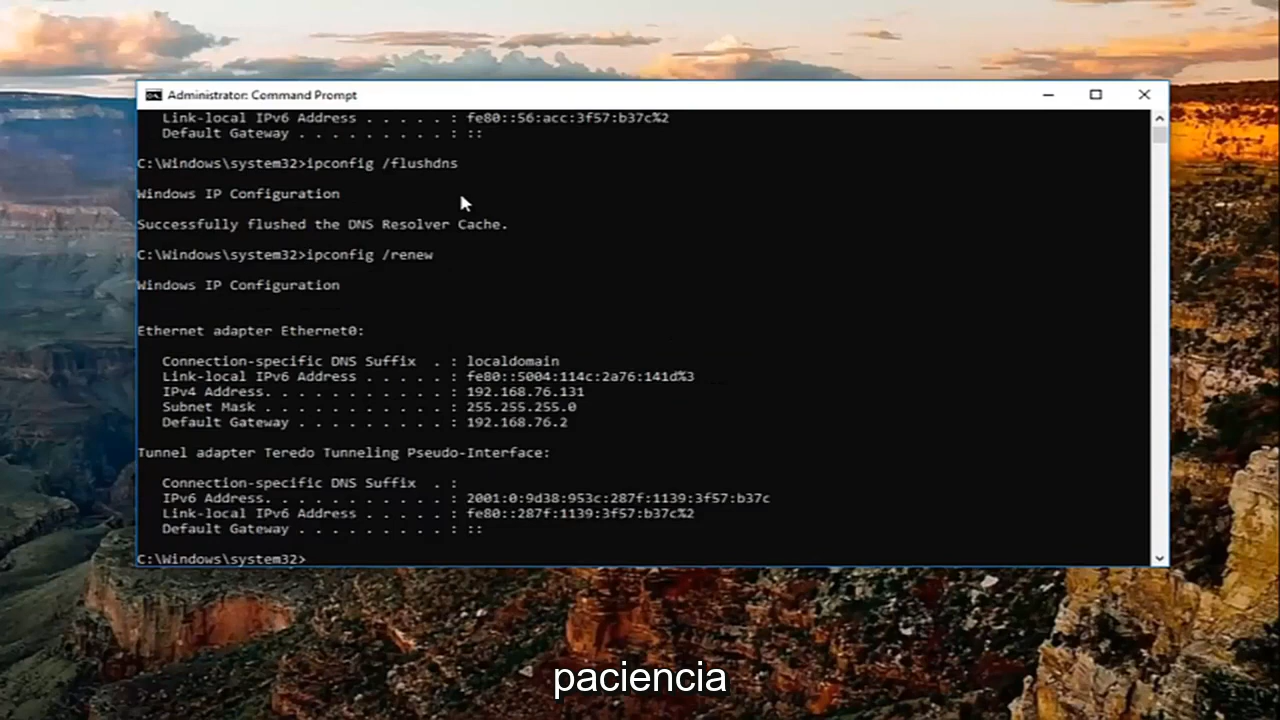 Administrator: Command Prompt
Link-local IPv6 Address . . . . . : fe80::56:acc:3f57:b37c%2
Default Gateway . . . . . . . . . : ::
C:\Windows\system32>ipconfig /flushdns
Windows IP Configuration
Successfully flushed the DNS Resolver Cache.
C:\Windows\system32>ipconfig /renew
Windows IP Configuration
Ethernet adapter Ethernet0:
Connection-specific DNS Suffix  . : localdomain
Link-local IPv6 Address . . . . . : fe80::5004:114c:2a76:141d%3
IPv4 Address. . . . . . . . . . . : 192.168.76.131
Subnet Mask . . . . . . . . . . . : 255.255.255.0
Default Gateway . . . . . . . . . : 192.168.76.2
Tunnel adapter Teredo Tunneling Pseudo-Interface:
Connection-specific DNS Suffix  . :
IPv6 Address. . . . . . . . . . . : 2001:0:9d38:953c:287f:1139:3f57:b37c
Link-local IPv6 Address . . . . . : fe80::287f:1139:3f57:b37c%2
Default Gateway . . . . . . . . . : ::
C:\Windows\system32>
paciencia